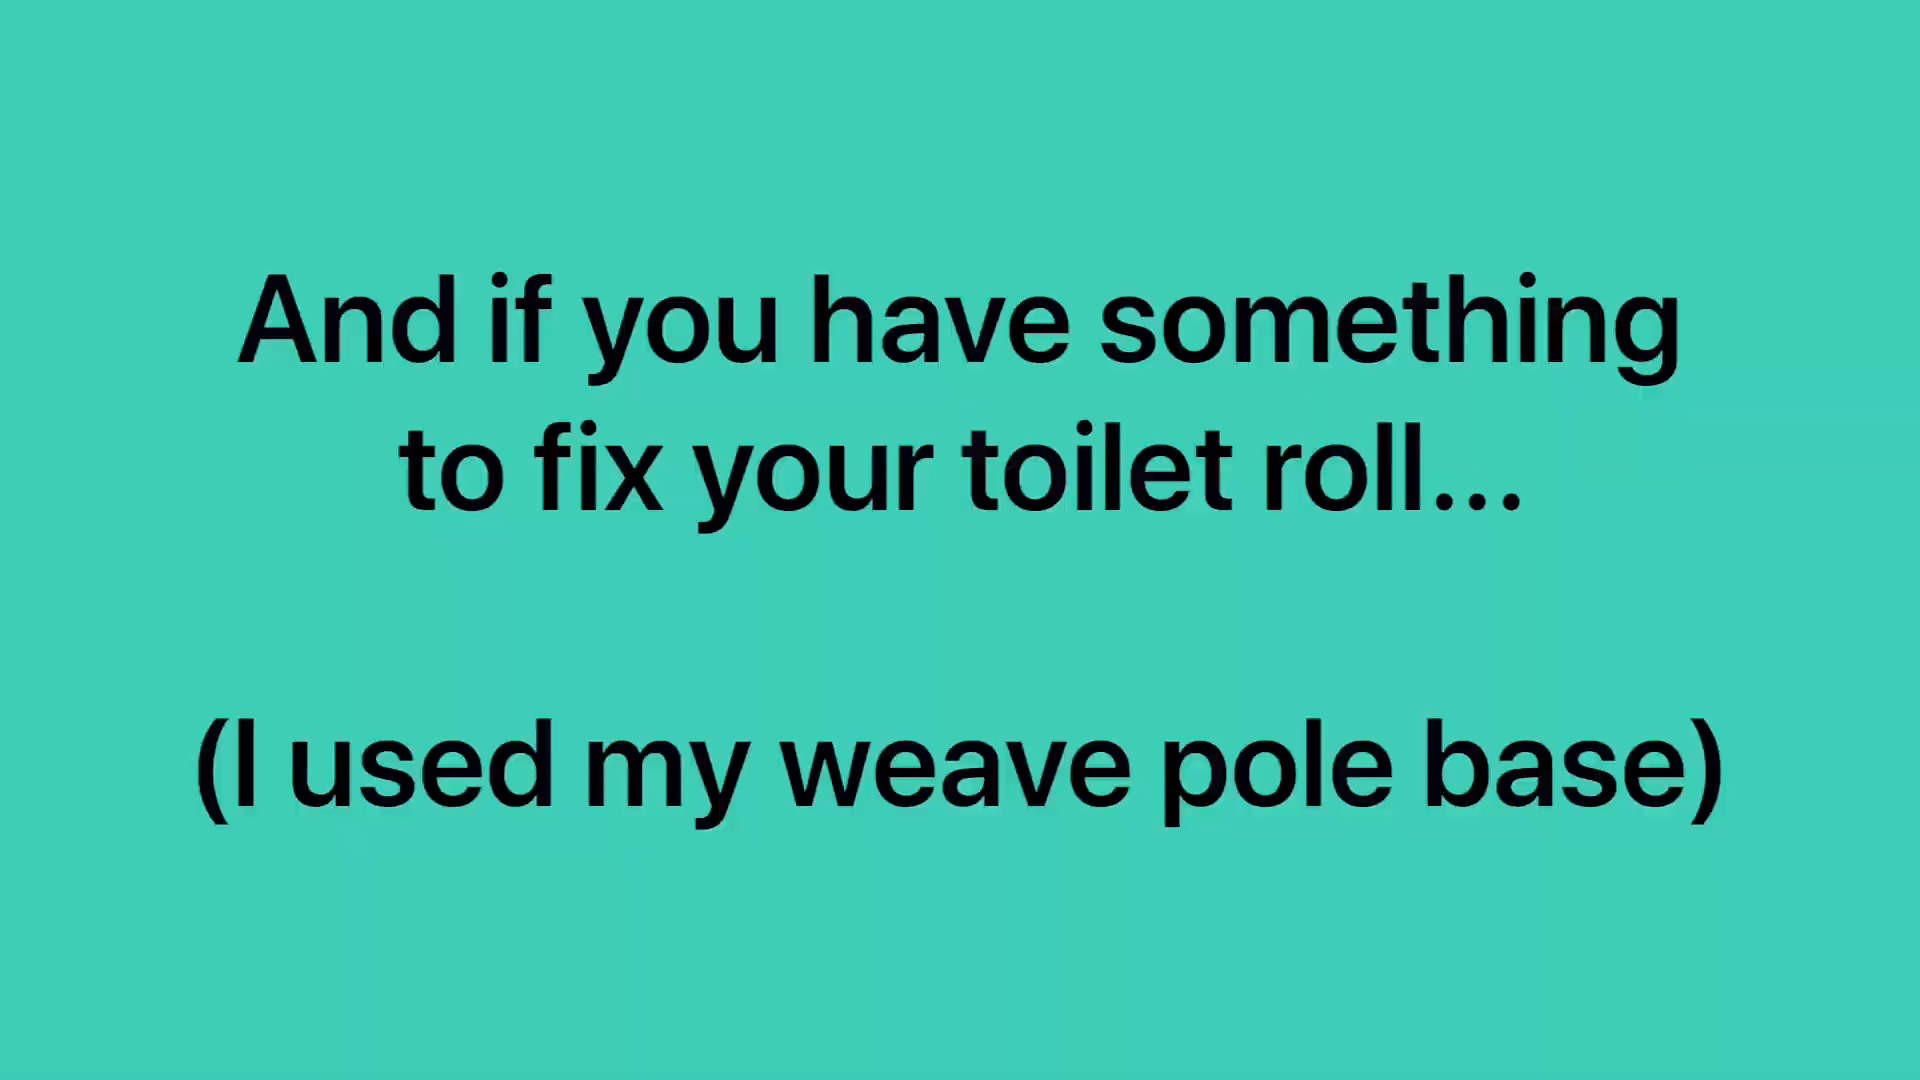 And if you have something
to fix your toilet roll...
(I used my weave pole base)